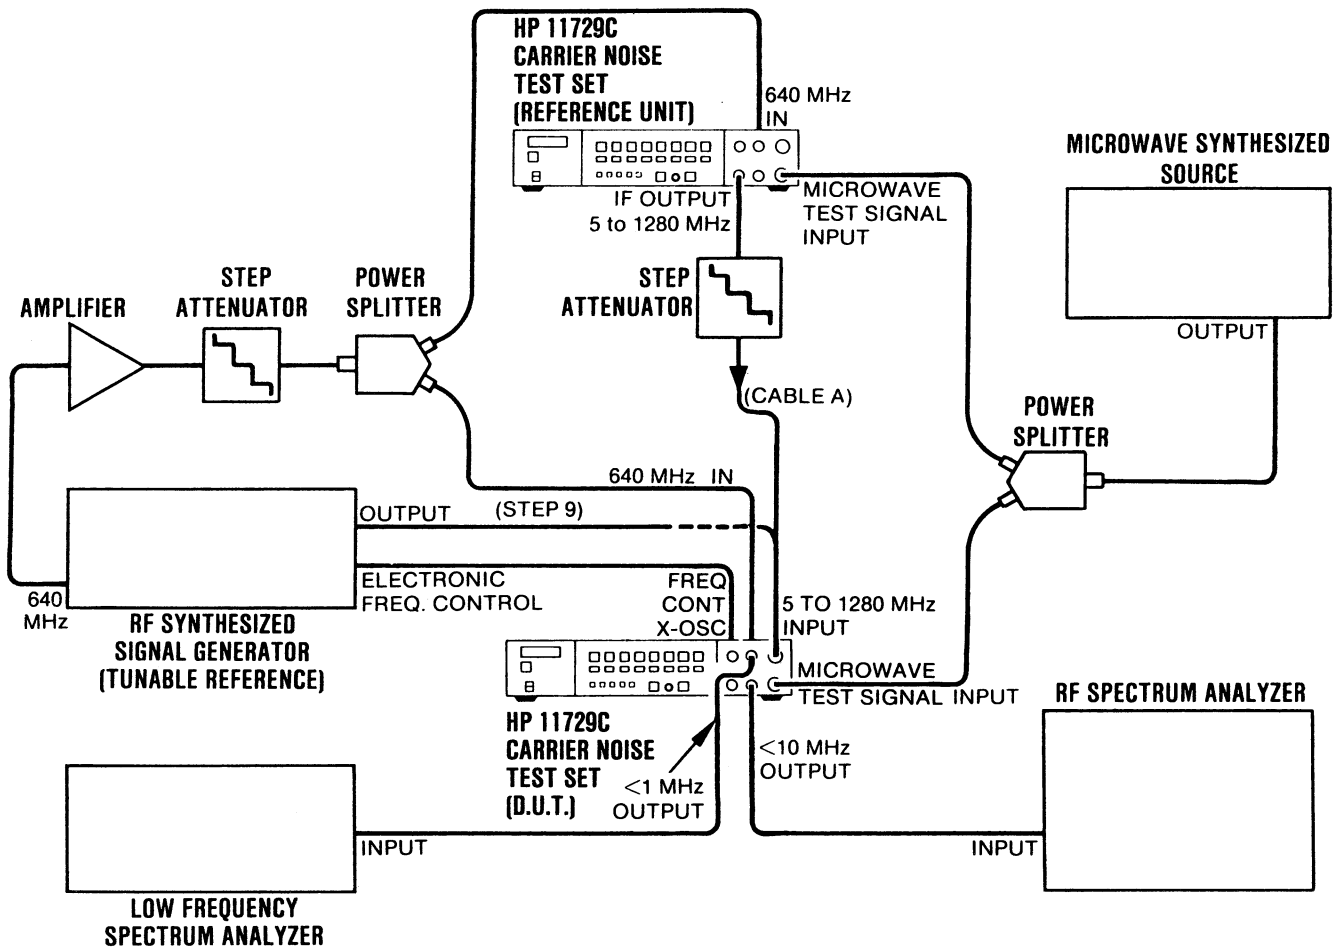 HP 11729C
CARRIER NOISE
TEST SET
(REFERENCE UNIT)
640 MHz
IN
MICROWAVE SYNTHESIZED
SOURCE
IF OUTPUT
5 to 1280 MHz
MICROWAVE
TEST SIGNAL
INPUT
STEP
ATTENUATOR
POWER
SPLITTER
AMPLIFIER
STEP
ATTENUATOR
OUTPUT
(CABLE A)
POWER
SPLITTER
640 MHz IN
OUTPUT
(STEP 9)
ELECTRONIC
FREQ. CONTROL
FREQ
CONT
X-OSC
5 TO 1280 MHz
INPUT
640
MHz
RF SYNTHESIZED
SIGNAL GENERATOR
(TUNABLE REFERENCE)
MICROWAVE
TEST SIGNAL INPUT
RF SPECTRUM ANALYZER
HP 11729C
CARRIER NOISE
TEST SET
(D.U.T.)
<1 MHz
OUTPUT
<10 MHz
OUTPUT
INPUT
INPUT
LOW FREQUENCY
SPECTRUM ANALYZER